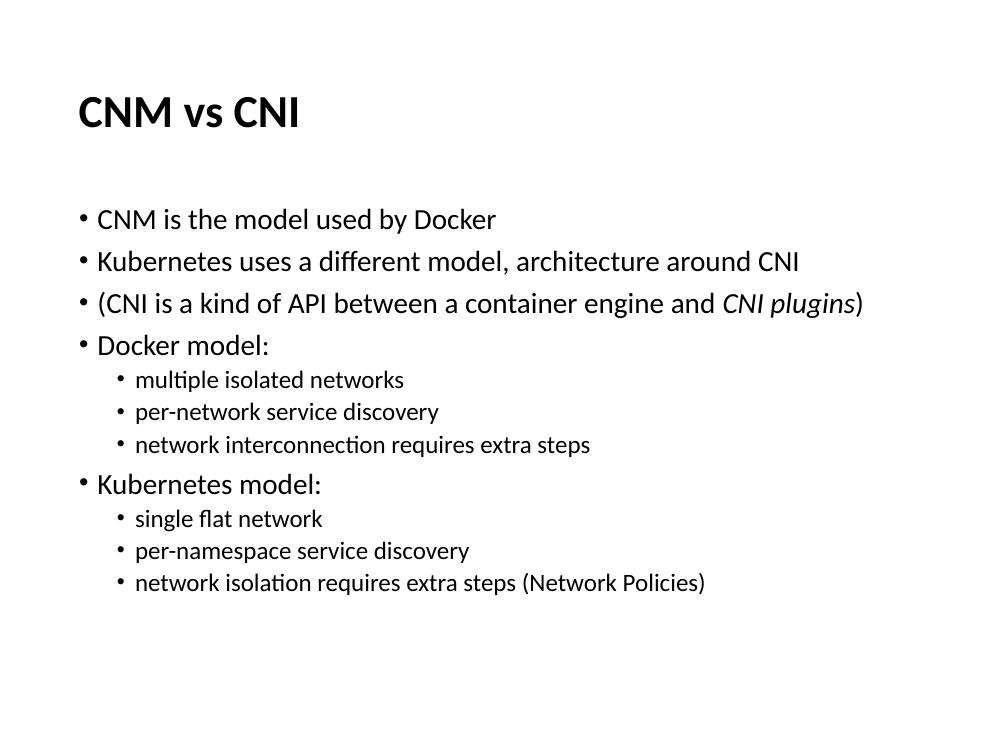 CNM vs CNI
• CNM is the model used by Docker
• Kubernetes uses a different model, architecture around CNI
• (CNI is a kind of API between a container engine and CNI plugins)
• Docker model:
• multiple isolated networks
• per-network service discovery
• network interconnection requires extra steps
• Kubernetes model:
• single flat network
• per-namespace service discovery
• network isolation requires extra steps (Network Policies)